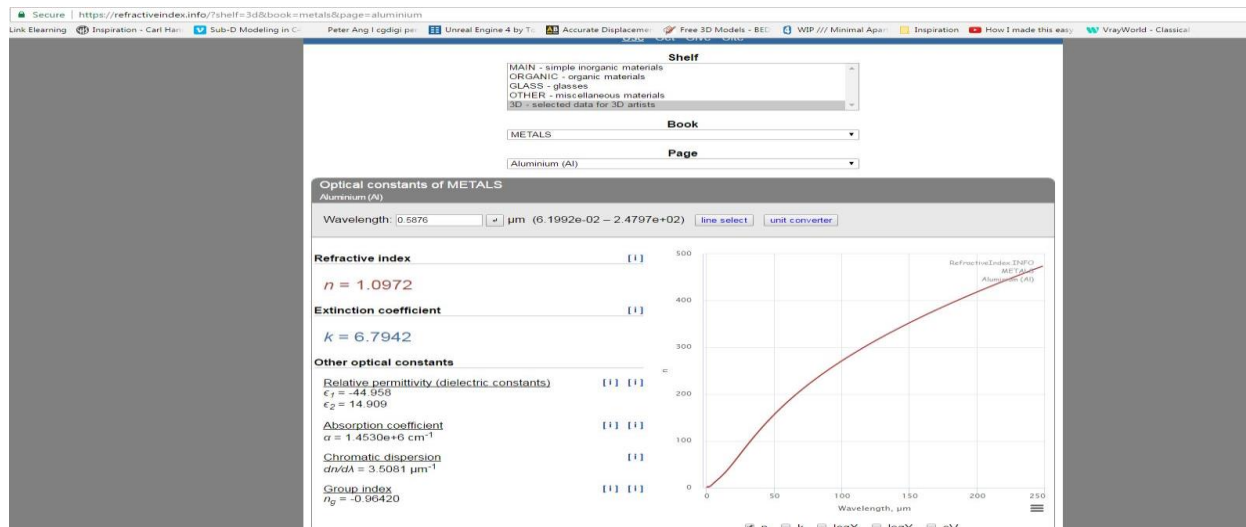 Secure | https://refractiveindex.info/?shelf=3d&book=metals&page=aluminium
Link Elearning Inspiration - Carl Han Sub-D Modeling in C Peter Ang I cgdigi per Unreal Engine 4 by To Accurate Displacemer Free 3D Models - BED WIP /// Minimal Apar Inspiration How I made this easy VrayWorld - Classical
Shelf
MAIN - simple inorganic materials
ORGANIC - organic materials
GLASS - glasses
OTHER - miscellaneous materials
3D - selected data for 3D artists
Book
METALS
Page
Aluminium (Al)
Optical constants of METALS
Aluminium (Al)
Wavelength: 0.5876 µm (6.1992e-02 – 2.4797e+02) line select unit converter
Refractive index [i]
n = 1.0972
Extinction coefficient [i]
k = 6.7942
Other optical constants
Relative permittivity (dielectric constants) [i] [i]
ϵ1 = -44.958
ϵ2 = 14.909
Absorption coefficient [i] [i]
α = 1.4530e+6 cm-1
Chromatic dispersion [i]
dn/dλ = 3.5081 µm-1
Group index [i] [i]
ng = -0.96420
RefractiveIndex.INFO
METALS
Aluminium (Al)
500
400
300
n
200
100
0
0 50 100 150 200 250
Wavelength, µm